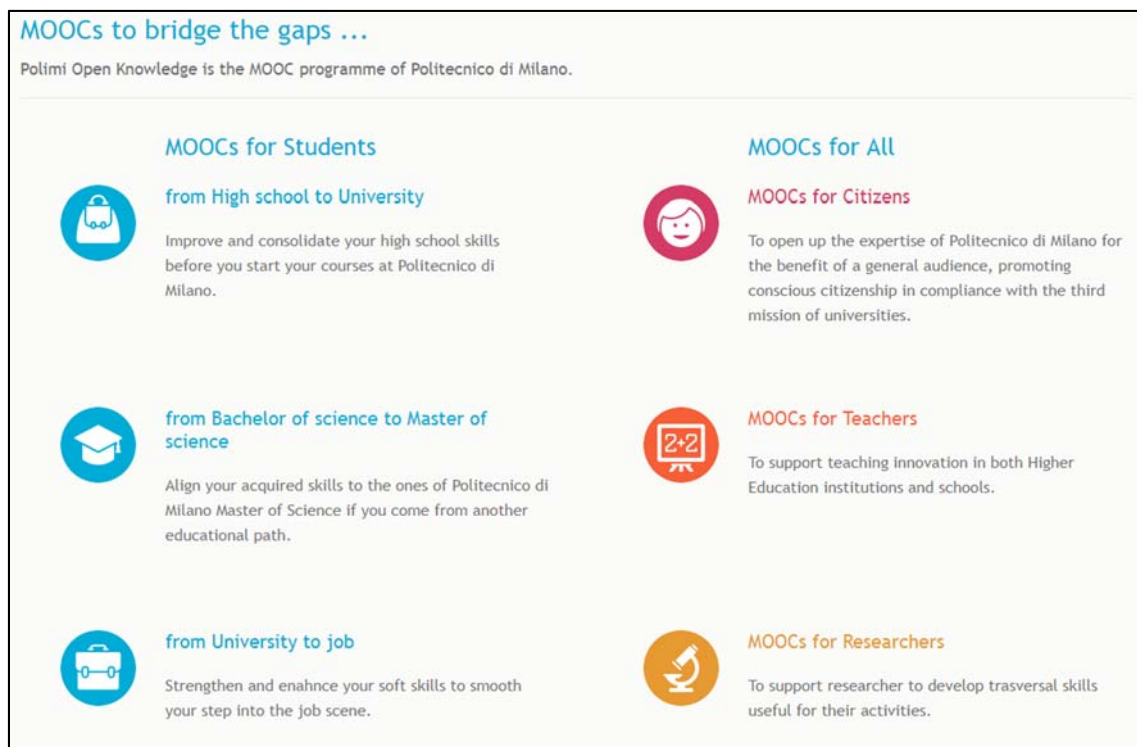 MOOCs to bridge the gaps ...
Polimi Open Knowledge is the MOOC programme of Politecnico di Milano.
MOOCs for Students
from High school to University
Improve and consolidate your high school skills
before you start your courses at Politecnico di
Milano.
from Bachelor of science to Master of
science
Align your acquired skills to the ones of Politecnico di
Milano Master of Science if you come from another
educational path.
from University to job
Strengthen and enahnce your soft skills to smooth
your step into the job scene.
MOOCs for All
MOOCs for Citizens
To open up the expertise of Politecnico di Milano for
the benefit of a general audience, promoting
conscious citizenship in compliance with the third
mission of universities.
2+2
MOOCs for Teachers
To support teaching innovation in both Higher
Education institutions and schools.
MOOCs for Researchers
To support researcher to develop trasversal skills
useful for their activities.